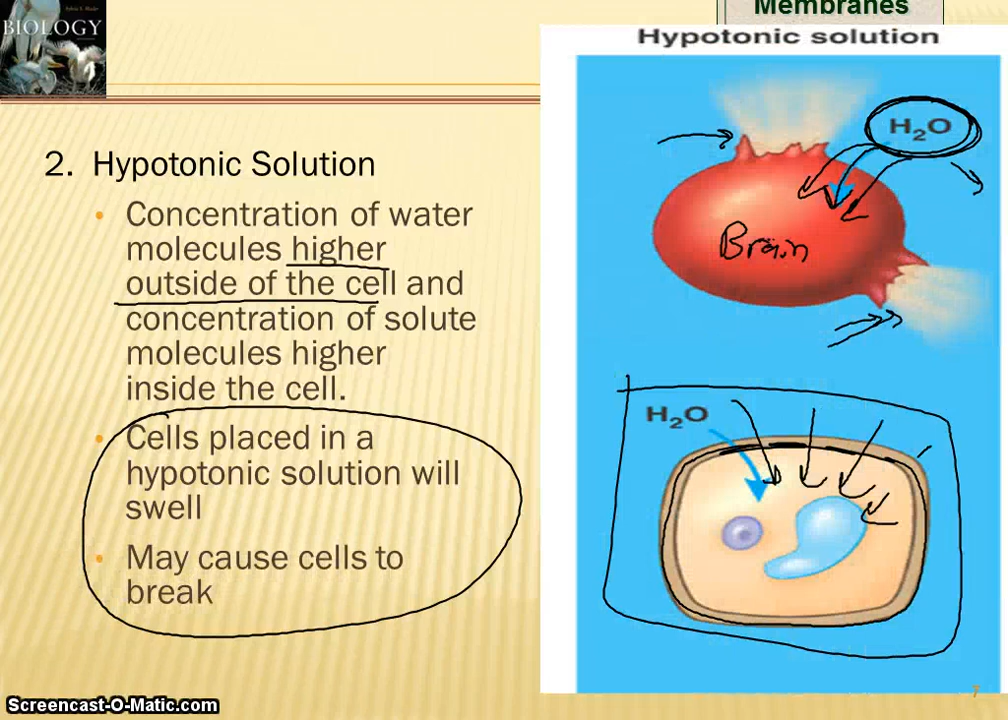 Membranes
BIOLOGY
Hypotonic solution
H₂O
2. Hypotonic Solution
• Concentration of water
molecules higher
outside of the cell and
concentration of solute
molecules higher
inside the cell.
Brain
H₂O
• Cells placed in a
hypotonic solution will
swell
• May cause cells to
break
7
Screencast-O-Matic.com